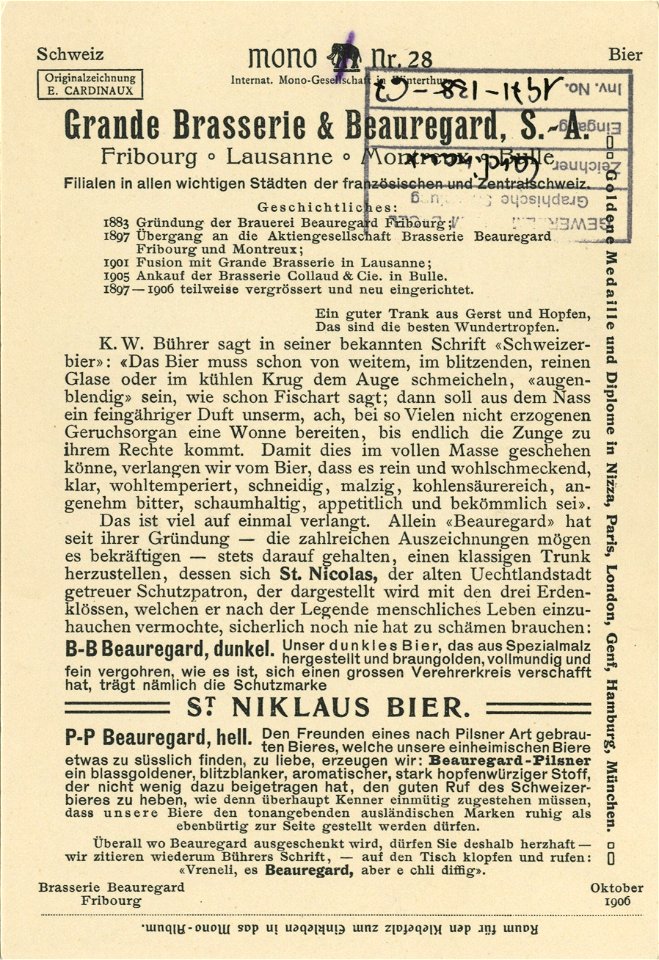 Schweiz
mono Nr. 28
Bier
Originalzeichnung
E. CARDINAUX
Internat. Mono-Gesellschaft in Winterthur
Inv. No. 1971-138-63
Eingang
Zeichner Cardinaux
Graphische
GEWER
Grande Brasserie & Beauregard, S.-A.
Fribourg ∘ Lausanne ∘ Montreux ∘ Bulle
Filialen in allen wichtigen Städten der französischen und Zentralschweiz.
Geschichtliches:
1883 Gründung der Brauerei Beauregard Fribourg;
1897 Übergang an die Aktiengesellschaft Brasserie Beauregard
Fribourg und Montreux;
1901 Fusion mit Grande Brasserie in Lausanne;
1905 Ankauf der Brasserie Collaud & Cie. in Bulle.
1897—1906 teilweise vergrössert und neu eingerichtet.
Ein guter Trank aus Gerst und Hopfen,
Das sind die besten Wundertropfen.
K. W. Bührer sagt in seiner bekannten Schrift «Schweizer-
bier»: «Das Bier muss schon von weitem, im blitzenden, reinen
Glase oder im kühlen Krug dem Auge schmeicheln, «augen-
blendig» sein, wie schon Fischart sagt; dann soll aus dem Nass
ein feingähriger Duft unserm, ach, bei so Vielen nicht erzogenen
Geruchsorgan eine Wonne bereiten, bis endlich die Zunge zu
ihrem Rechte kommt. Damit dies im vollen Masse geschehen
könne, verlangen wir vom Bier, dass es rein und wohlschmeckend,
klar, wohltemperiert, schneidig, malzig, kohlensäurereich, an-
genehm bitter, schaumhaltig, appetitlich und bekömmlich sei».
Das ist viel auf einmal verlangt. Allein «Beauregard» hat
seit ihrer Gründung — die zahlreichen Auszeichnungen mögen
es bekräftigen — stets darauf gehalten, einen klassigen Trunk
herzustellen, dessen sich St. Nicolas, der alten Uechtlandstadt
getreuer Schutzpatron, der dargestellt wird mit den drei Erden-
klössen, welchen er nach der Legende menschliches Leben einzu-
hauchen vermochte, sicherlich noch nie hat zu schämen brauchen:
B-B Beauregard, dunkel. Unser dunkles Bier, das aus Spezialmalz
hergestellt und braungolden, vollmundig und
fein vergohren, wie es ist, sich einen grossen Verehrerkreis verschafft
hat, trägt nämlich die Schutzmarke
ST. NIKLAUS BIER.
P-P Beauregard, hell. Den Freunden eines nach Pilsner Art gebrau-
ten Bieres, welche unsere einheimischen Biere
etwas zu süsslich finden, zu liebe, erzeugen wir: Beauregard-Pilsner
ein blassgoldener, blitzblanker, aromatischer, stark hopfenwürziger Stoff,
der nicht wenig dazu beigetragen hat, den guten Ruf des Schweizer-
bieres zu heben, wie denn überhaupt Kenner einmütig zugestehen müssen,
dass unsere Biere den tonangebenden ausländischen Marken ruhig als
ebenbürtig zur Seite gestellt werden dürfen.
Überall wo Beauregard ausgeschenkt wird, dürfen Sie deshalb herzhaft —
wir zitieren wiederum Bührers Schrift, — auf den Tisch klopfen und rufen:
«Vreneli, es Beauregard, aber e chli diffig».
Goldene Medaille und Diplome in Nizza, Paris, London, Genf, Hamburg, München.
Brasserie Beauregard
Fribourg
Oktober
1906
Raum für den Klebefalz zum Einkleben in das Mono-Album.